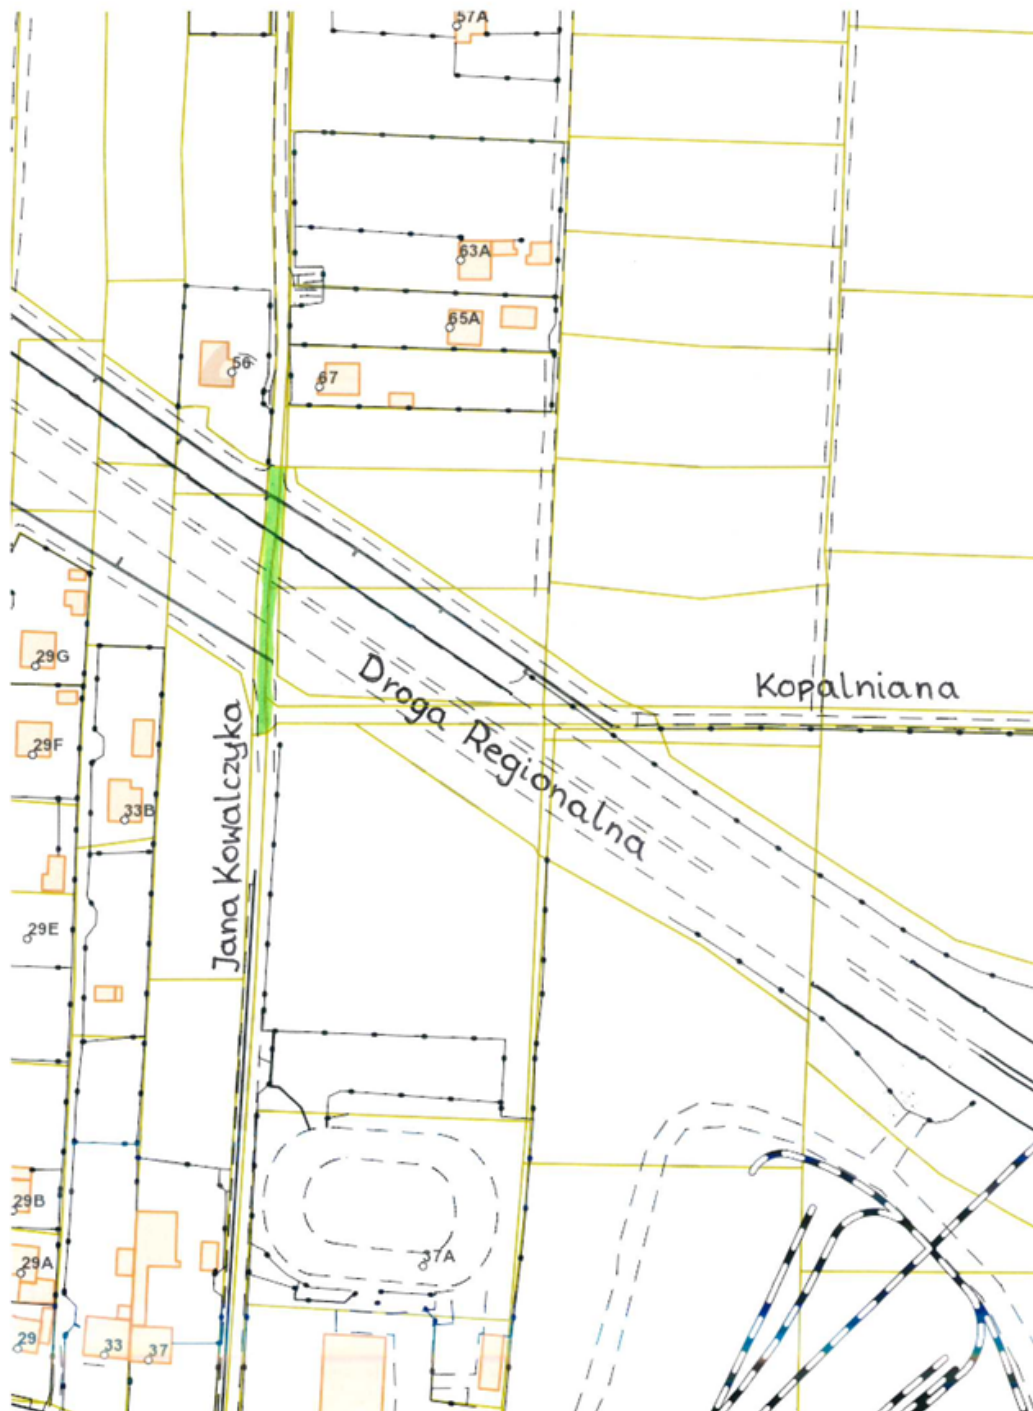 57A
63A
65A
56
67
29G
Kopalniana
Droga Regionalna
29F
Jana Kowalczyka
33B
29E
29B
37A
29A
29
33
37